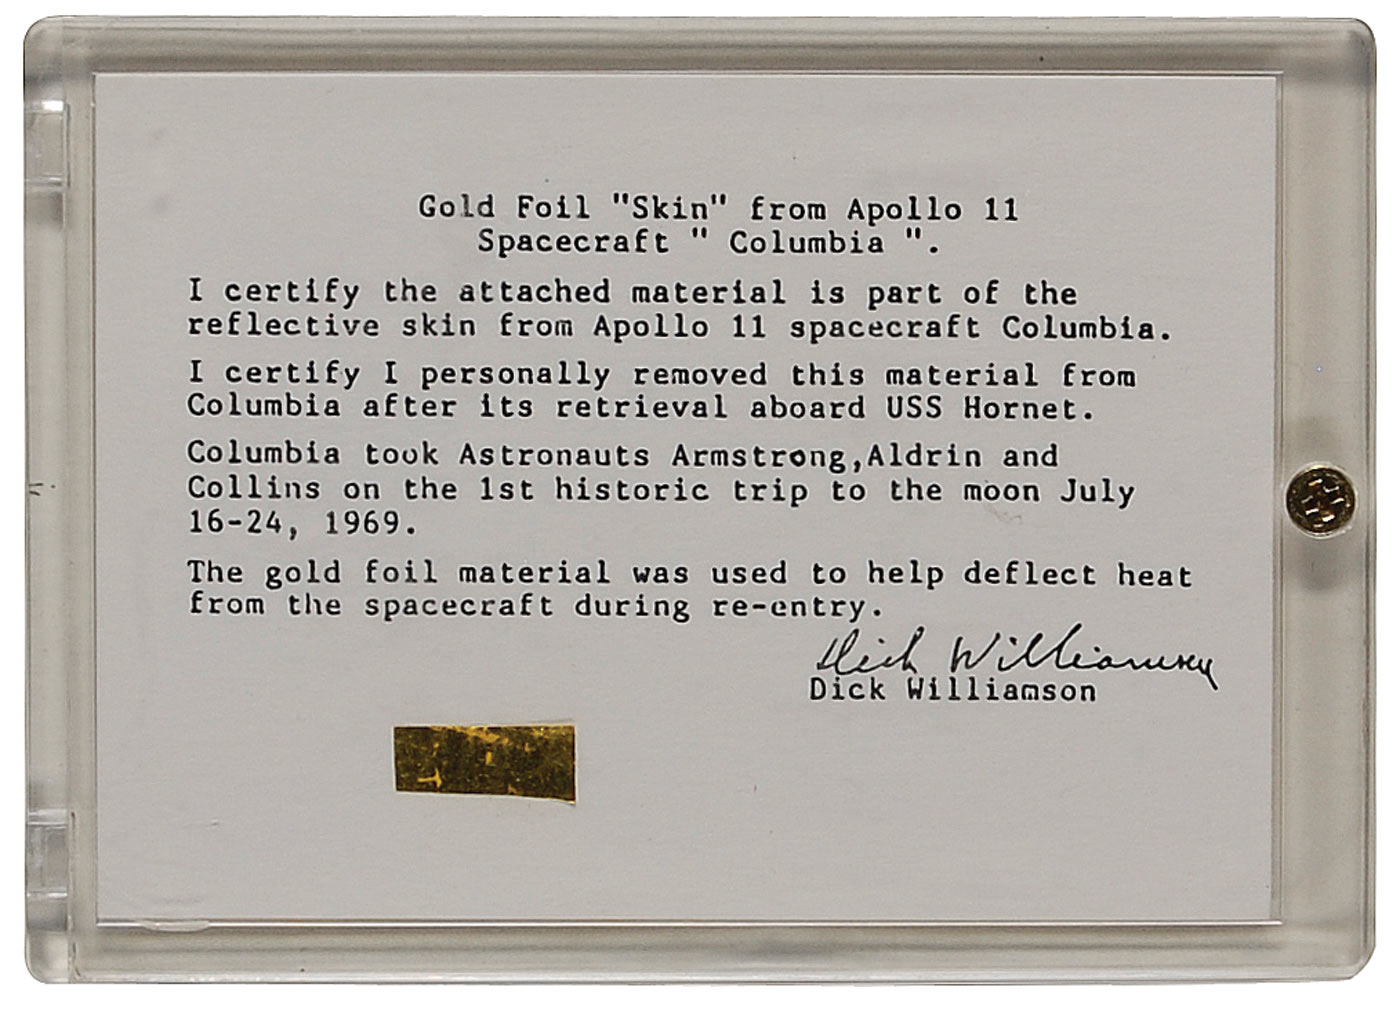 Gold Foil "Skin" from Apollo 11
Spacecraft " Columbia ".
I certify the attached material is part of the
reflective skin from Apollo 11 spacecraft Columbia.
I certify I personally removed this material from
Columbia after its retrieval aboard USS Hornet.
Columbia took Astronauts Armstrong,Aldrin and
Collins on the 1st historic trip to the moon July
16-24, 1969.
The gold foil material was used to help deflect heat
from the spacecraft during re-entry.
Dick Williamson
Dick Williamson